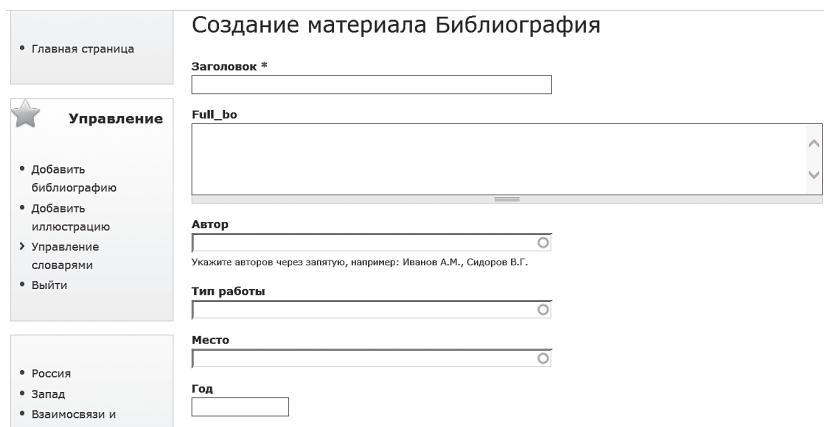 Главная страница
Управление
Добавить
библиографию
Добавить
иллюстрацию
Управление
словарями
Выйти
Россия
Запад
Взаимосвязи и
Создание материала Библиография
Заголовок *
Full_bo
Автор
Укажите авторов через запятую, например: Иванов А.М., Сидоров В.Г.
Тип работы
Место
Год